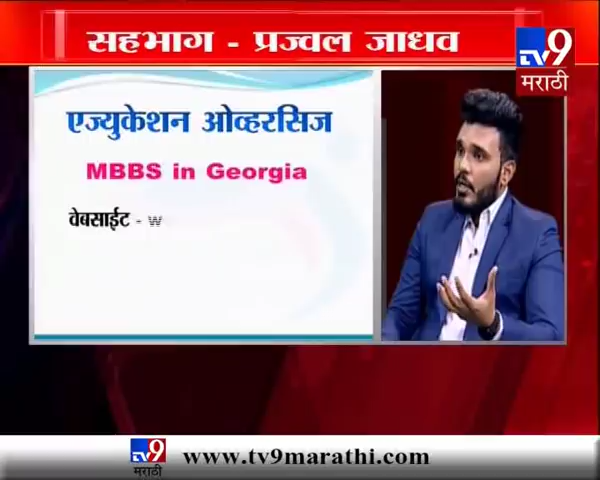 सहभाग - प्रज्वल जाधव
tv9
मराठी
एज्युकेशन ओव्हरसिज
MBBS in Georgia
वेबसाईट - w
tv9
मराठी
www.tv9marathi.com